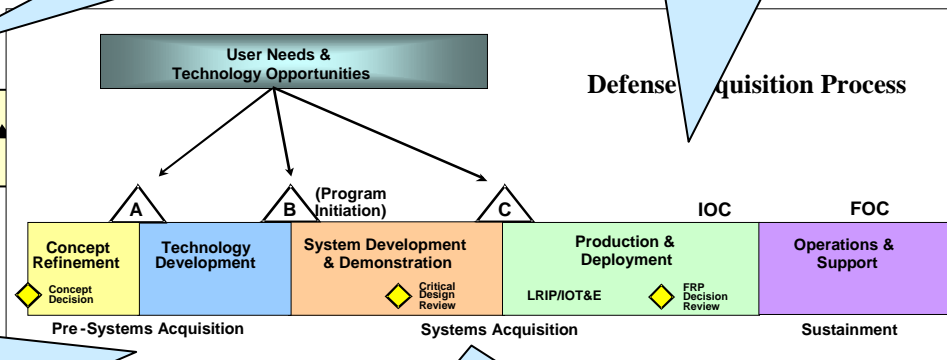 User Needs &
Technology Opportunities
Defense quisition Process
A
B
(Program
Initiation)
C
IOC
FOC
Concept
Refinement
Technology
Development
System Development
& Demonstration
Production &
Deployment
Operations &
Support
Concept
Decision
Critical
Design
Review
LRIP/IOT&E
FRP
Decision
Review
Pre-Systems Acquisition
Systems Acquisition
Sustainment